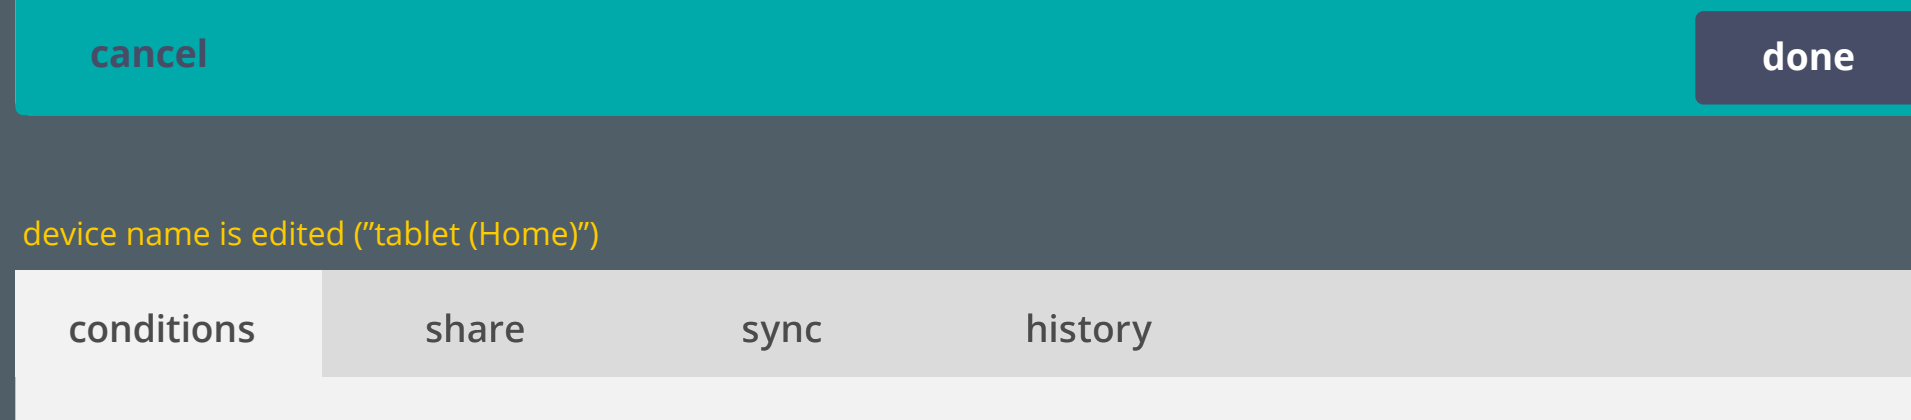 cancel done
device name is edited (”tablet (Home)”)
conditions share sync history